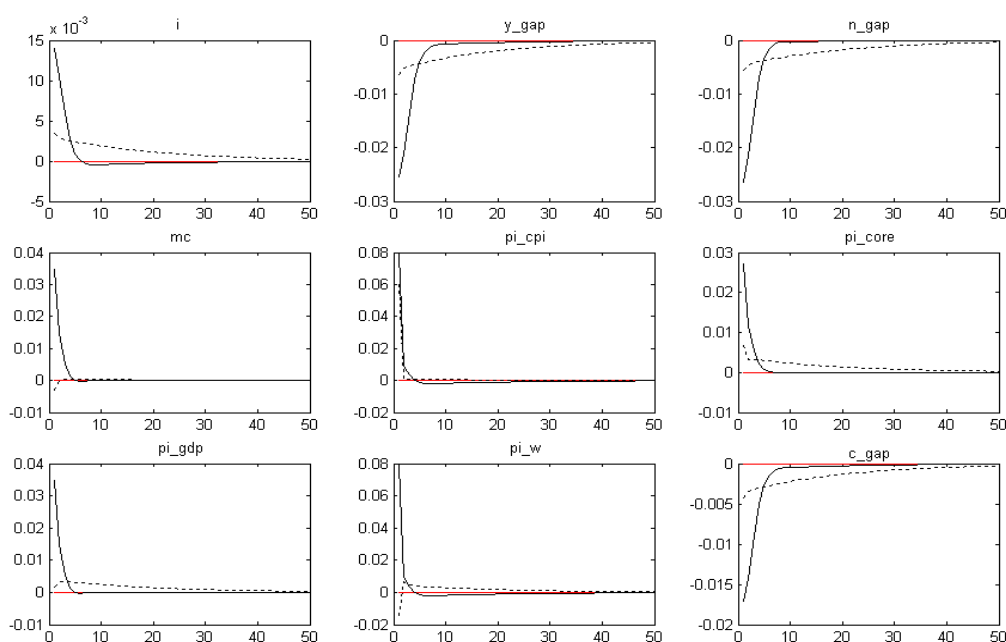 x 10^-3 i y_gap n_gap
15 0 0
10 -0.01 -0.01
5
0 -0.02 -0.02
-5 -0.03 -0.03
0 10 20 30 40 50 0 10 20 30 40 50 0 10 20 30 40 50
mc pi_cpi pi_core
0.04 0.08 0.03
0.03 0.06 0.02
0.02 0.04
0.01 0.02 0.01
0 0 0
-0.01 -0.02 -0.01
0 10 20 30 40 50 0 10 20 30 40 50 0 10 20 30 40 50
pi_gdp pi_w c_gap
0.04 0.08 0
0.03 0.06 -0.005
0.02 0.04 -0.01
0.01 0.02
0 0 -0.015
-0.01 -0.02 -0.02
0 10 20 30 40 50 0 10 20 30 40 50 0 10 20 30 40 50